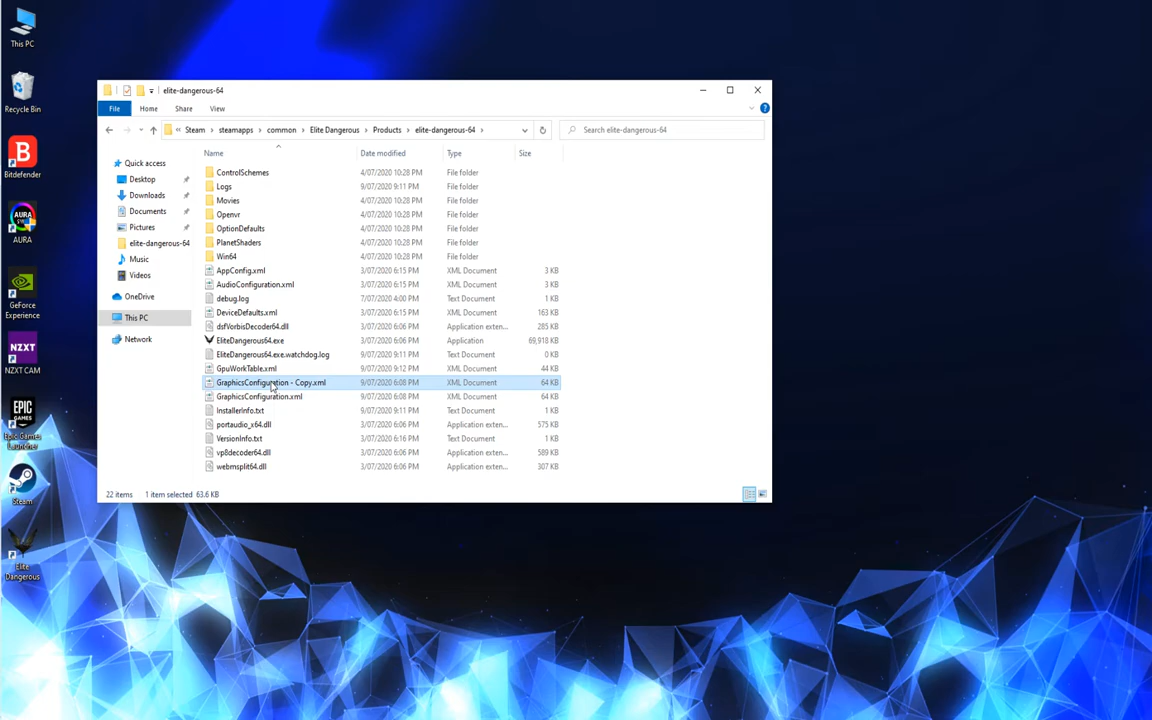 This PC
Recycle Bin
Bitdefender
AURA
GeForce
Experience
NZXT
NZXT CAM
EPIC
GAMES
Epic Games
Launcher
Steam
Elite
Dangerous
elite-dangerous-64
File Home Share View
« Steam › steamapps › common › Elite Dangerous › Products › elite-dangerous-64 ›
Search elite-dangerous-64
Quick access
Desktop
Downloads
Documents
Pictures
elite-dangerous-64
Music
Videos
OneDrive
This PC
Network
Name Date modified Type Size
ControlSchemes 4/07/2020 10:28 PM File folder
Logs 9/07/2020 9:11 PM File folder
Movies 4/07/2020 10:28 PM File folder
Openvr 4/07/2020 10:28 PM File folder
OptionDefaults 4/07/2020 10:28 PM File folder
PlanetShaders 4/07/2020 10:28 PM File folder
Win64 4/07/2020 10:28 PM File folder
AppConfig.xml 3/07/2020 6:15 PM XML Document 3 KB
AudioConfiguration.xml 3/07/2020 6:15 PM XML Document 3 KB
debug.log 7/07/2020 4:00 PM Text Document 1 KB
DeviceDefaults.xml 3/07/2020 6:15 PM XML Document 163 KB
dsfVorbisDecoder64.dll 3/07/2020 6:06 PM Application exten... 285 KB
EliteDangerous64.exe 3/07/2020 6:06 PM Application 69,918 KB
EliteDangerous64.exe.watchdog.log 9/07/2020 9:11 PM Text Document 0 KB
GpuWorkTable.xml 9/07/2020 9:12 PM XML Document 44 KB
GraphicsConfiguration - Copy.xml 9/07/2020 6:08 PM XML Document 64 KB
GraphicsConfiguration.xml 9/07/2020 6:08 PM XML Document 64 KB
InstallerInfo.txt 9/07/2020 9:11 PM Text Document 1 KB
portaudio_x64.dll 3/07/2020 6:06 PM Application exten... 575 KB
VersionInfo.txt 3/07/2020 6:16 PM Text Document 1 KB
vp8decoder64.dll 3/07/2020 6:06 PM Application exten... 589 KB
webmsplit64.dll 3/07/2020 6:06 PM Application exten... 307 KB
22 items 1 item selected 63.6 KB